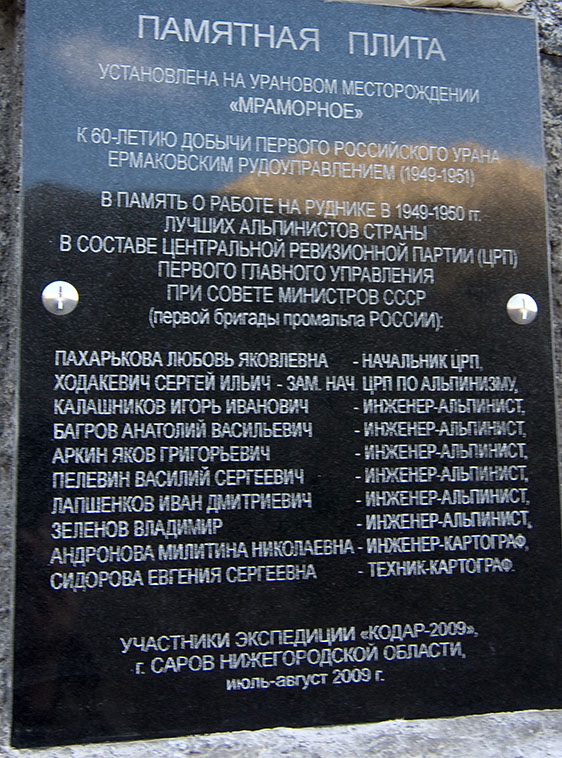 ПАМЯТНАЯ ПЛИТА
УСТАНОВЛЕНА НА УРАНОВОМ МЕСТОРОЖДЕНИИ
«МРАМОРНОЕ»
К 60-ЛЕТИЮ ДОБЫЧИ ПЕРВОГО РОССИЙСКОГО УРАНА
ЕРМАКОВСКИМ РУДОУПРАВЛЕНИЕМ (1949-1951)
В ПАМЯТЬ О РАБОТЕ НА РУДНИКЕ В 1949-1950 гг.
ЛУЧШИХ АЛЬПИНИСТОВ СТРАНЫ
В СОСТАВЕ ЦЕНТРАЛЬНОЙ РЕВИЗИОННОЙ ПАРТИИ (ЦРП)
ПЕРВОГО ГЛАВНОГО УПРАВЛЕНИЯ
ПРИ СОВЕТЕ МИНИСТРОВ СССР
(первой бригады промальпа РОССИИ):
ПАХАРЬКОВА ЛЮБОВЬ ЯКОВЛЕВНА - НАЧАЛЬНИК ЦРП,
ХОДАКЕВИЧ СЕРГЕЙ ИЛЬИЧ - ЗАМ. НАЧ. ЦРП ПО АЛЬПИНИЗМУ,
КАЛАШНИКОВ ИГОРЬ ИВАНОВИЧ - ИНЖЕНЕР-АЛЬПИНИСТ,
БАГРОВ АНАТОЛИЙ ВАСИЛЬЕВИЧ - ИНЖЕНЕР-АЛЬПИНИСТ,
АРКИН ЯКОВ ГРИГОРЬЕВИЧ - ИНЖЕНЕР-АЛЬПИНИСТ,
ПЕЛЕВИН ВАСИЛИЙ СЕРГЕЕВИЧ - ИНЖЕНЕР-АЛЬПИНИСТ,
ЛАПШЕНКОВ ИВАН ДМИТРИЕВИЧ - ИНЖЕНЕР-АЛЬПИНИСТ,
ЗЕЛЕНОВ ВЛАДИМИР - ИНЖЕНЕР-АЛЬПИНИСТ,
АНДРОНОВА МИЛИТИНА НИКОЛАЕВНА - ИНЖЕНЕР-КАРТОГРАФ,
СИДОРОВА ЕВГЕНИЯ СЕРГЕЕВНА - ТЕХНИК-КАРТОГРАФ.
УЧАСТНИКИ ЭКСПЕДИЦИИ «КОДАР-2009»,
г. САРОВ НИЖЕГОРОДСКОЙ ОБЛАСТИ,
июль-август 2009 г.